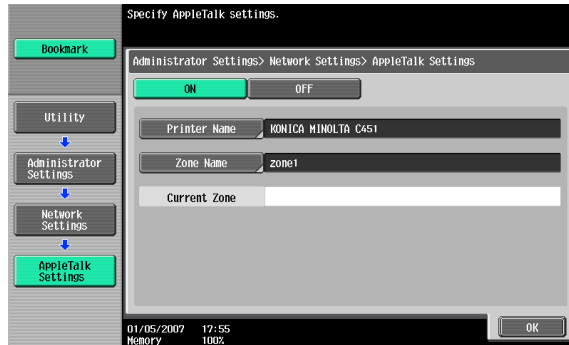 Specify AppleTalk settings.
Bookmark
Administrator Settings> Network Settings> AppleTalk Settings
ON
OFF
Utility
Printer Name
KONICA MINOLTA C451
Administrator
Settings
Zone Name
zone1
Current Zone
Network
Settings
AppleTalk
Settings
01/05/2007 17:55
Memory 100%
OK